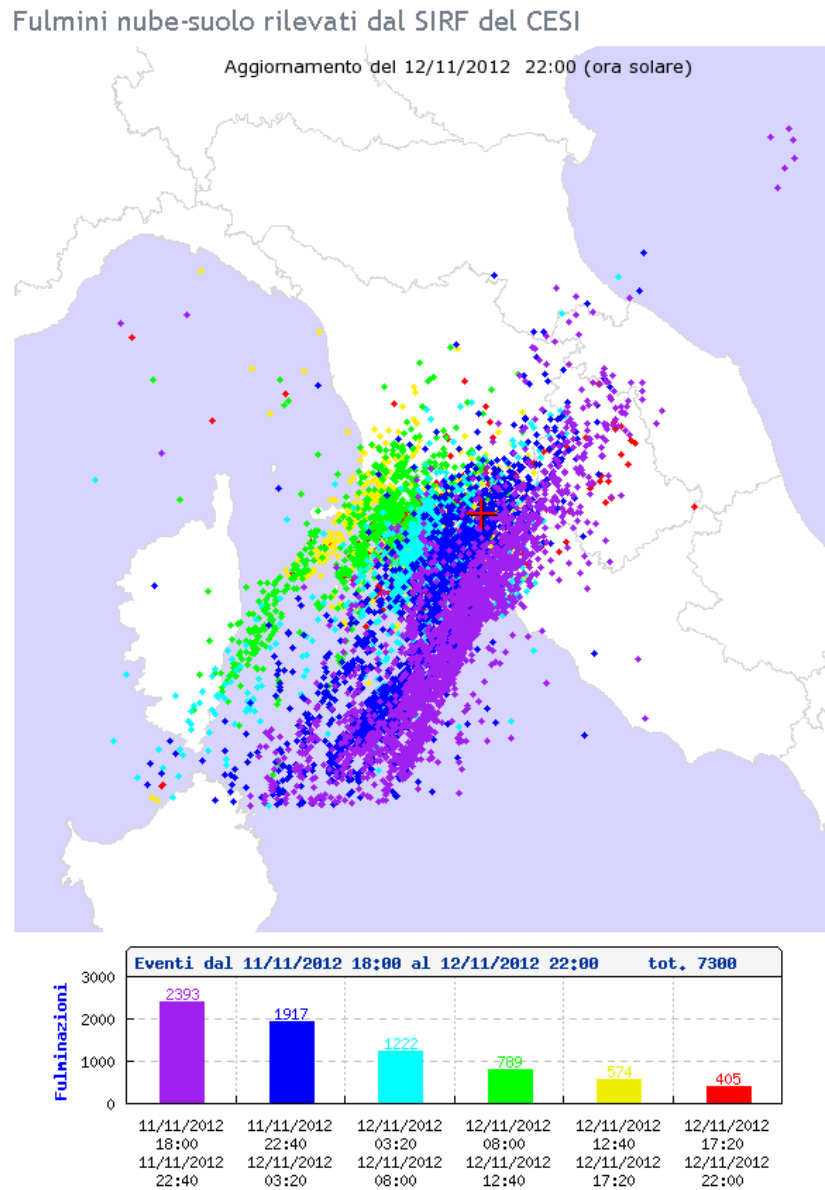 Fulmini nube-suolo rilevati dal SIRF del CESI
Aggiornamento del 12/11/2012  22:00 (ora solare)
Eventi dal 11/11/2012 18:00 al 12/11/2012 22:00     tot. 7300
Fulminazioni
3000
2000
1000
0
2393
1917
1222
789
574
405
11/11/2012 11/11/2012 12/11/2012 12/11/2012 12/11/2012 12/11/2012
18:00 22:40 03:20 08:00 12:40 17:20
11/11/2012 12/11/2012 12/11/2012 12/11/2012 12/11/2012 12/11/2012
22:40 03:20 08:00 12:40 17:20 22:00